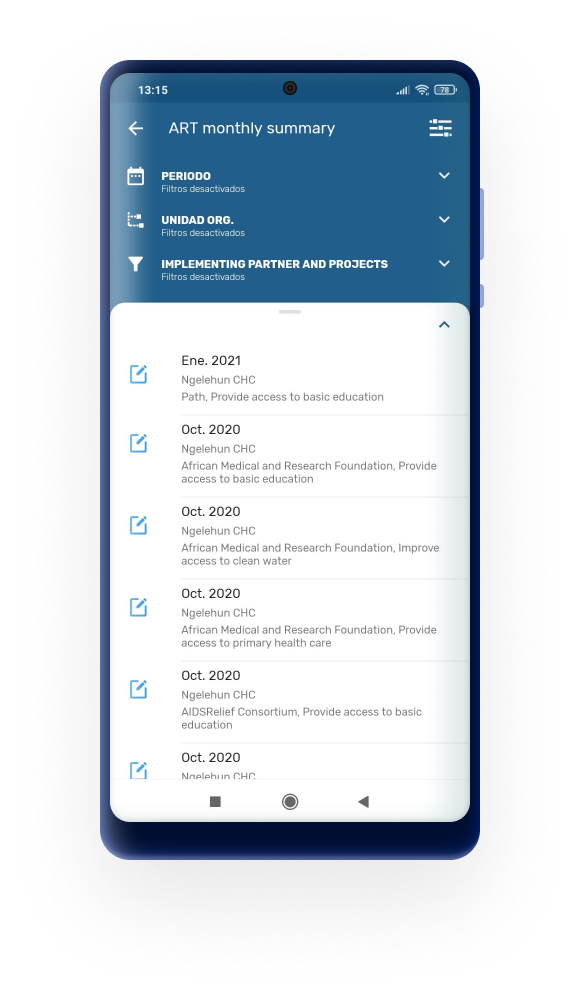 13:15
78
ART monthly summary
PERIODO
Filtros desactivados
UNIDAD ORG.
Filtros desactivados
IMPLEMENTING PARTNER AND PROJECTS
Filtros desactivados
Ene. 2021
Ngelehun CHC
Path, Provide access to basic education
Oct. 2020
Ngelehun CHC
African Medical and Research Foundation, Provide
access to basic education
Oct. 2020
Ngelehun CHC
African Medical and Research Foundation, Improve
access to clean water
Oct. 2020
Ngelehun CHC
African Medical and Research Foundation, Provide
access to primary health care
Oct. 2020
Ngelehun CHC
AIDSRelief Consortium, Provide access to basic
education
Oct. 2020
Ngelehun CHC